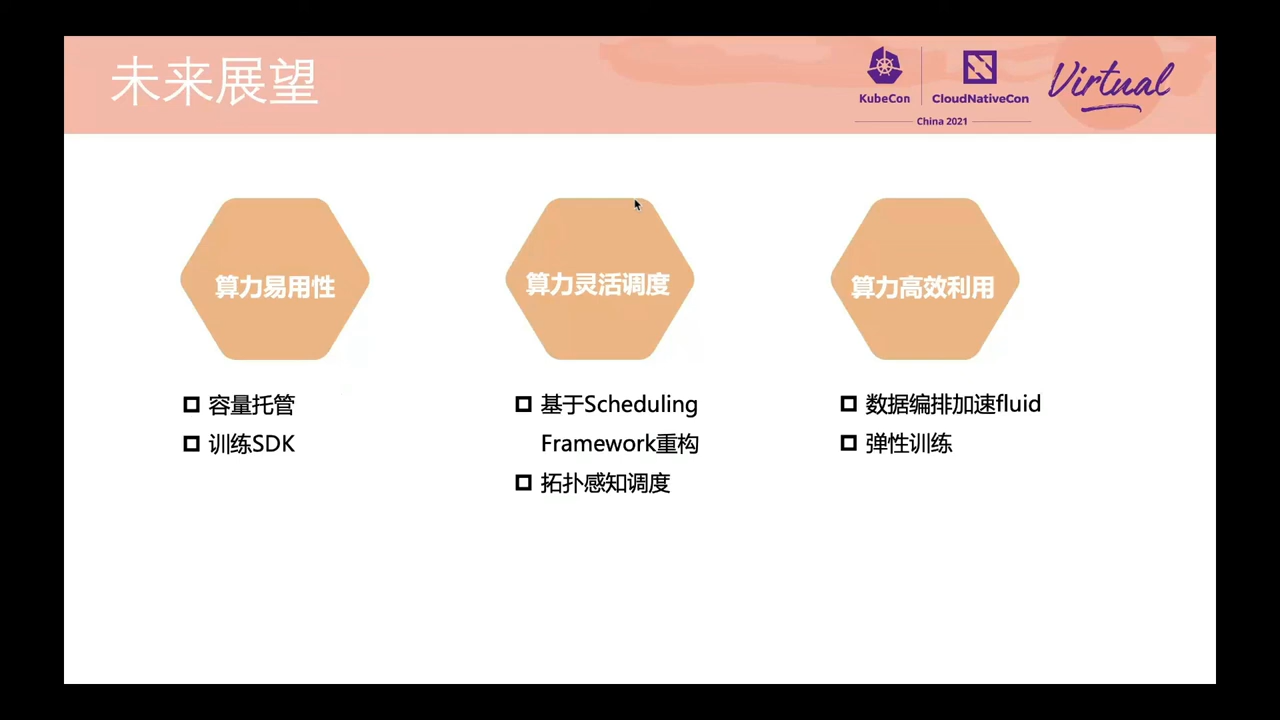 未来展望
KubeCon
CloudNativeCon
China 2021
Virtual
算力易用性
容量托管
训练SDK
算力灵活调度
基于Scheduling
Framework重构
拓扑感知调度
算力高效利用
数据编排加速fluid
弹性训练